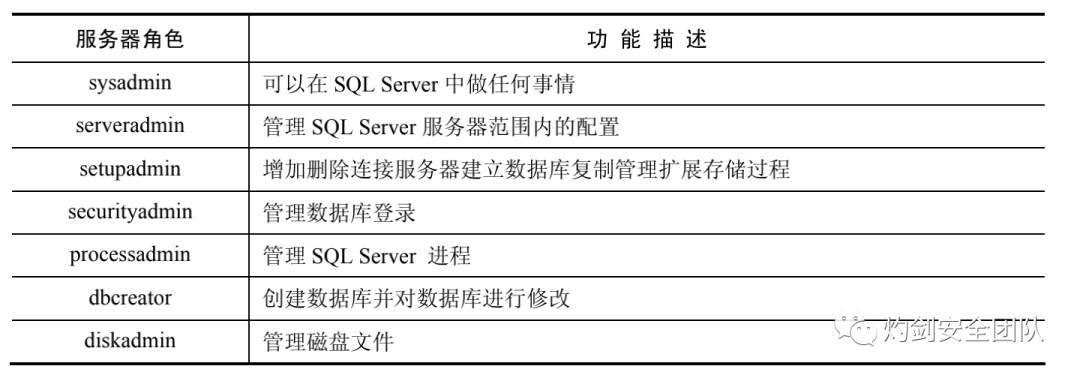 服务器角色 功能描述
sysadmin 可以在 SQL Server 中做任何事情
serveradmin 管理 SQL Server 服务器范围内的配置
setupadmin 增加删除连接服务器建立数据库复制管理扩展存储过程
securityadmin 管理数据库登录
processadmin 管理 SQL Server 进程
dbcreator 创建数据库并对数据库进行修改
diskadmin 管理磁盘文件
灼剑安全团队